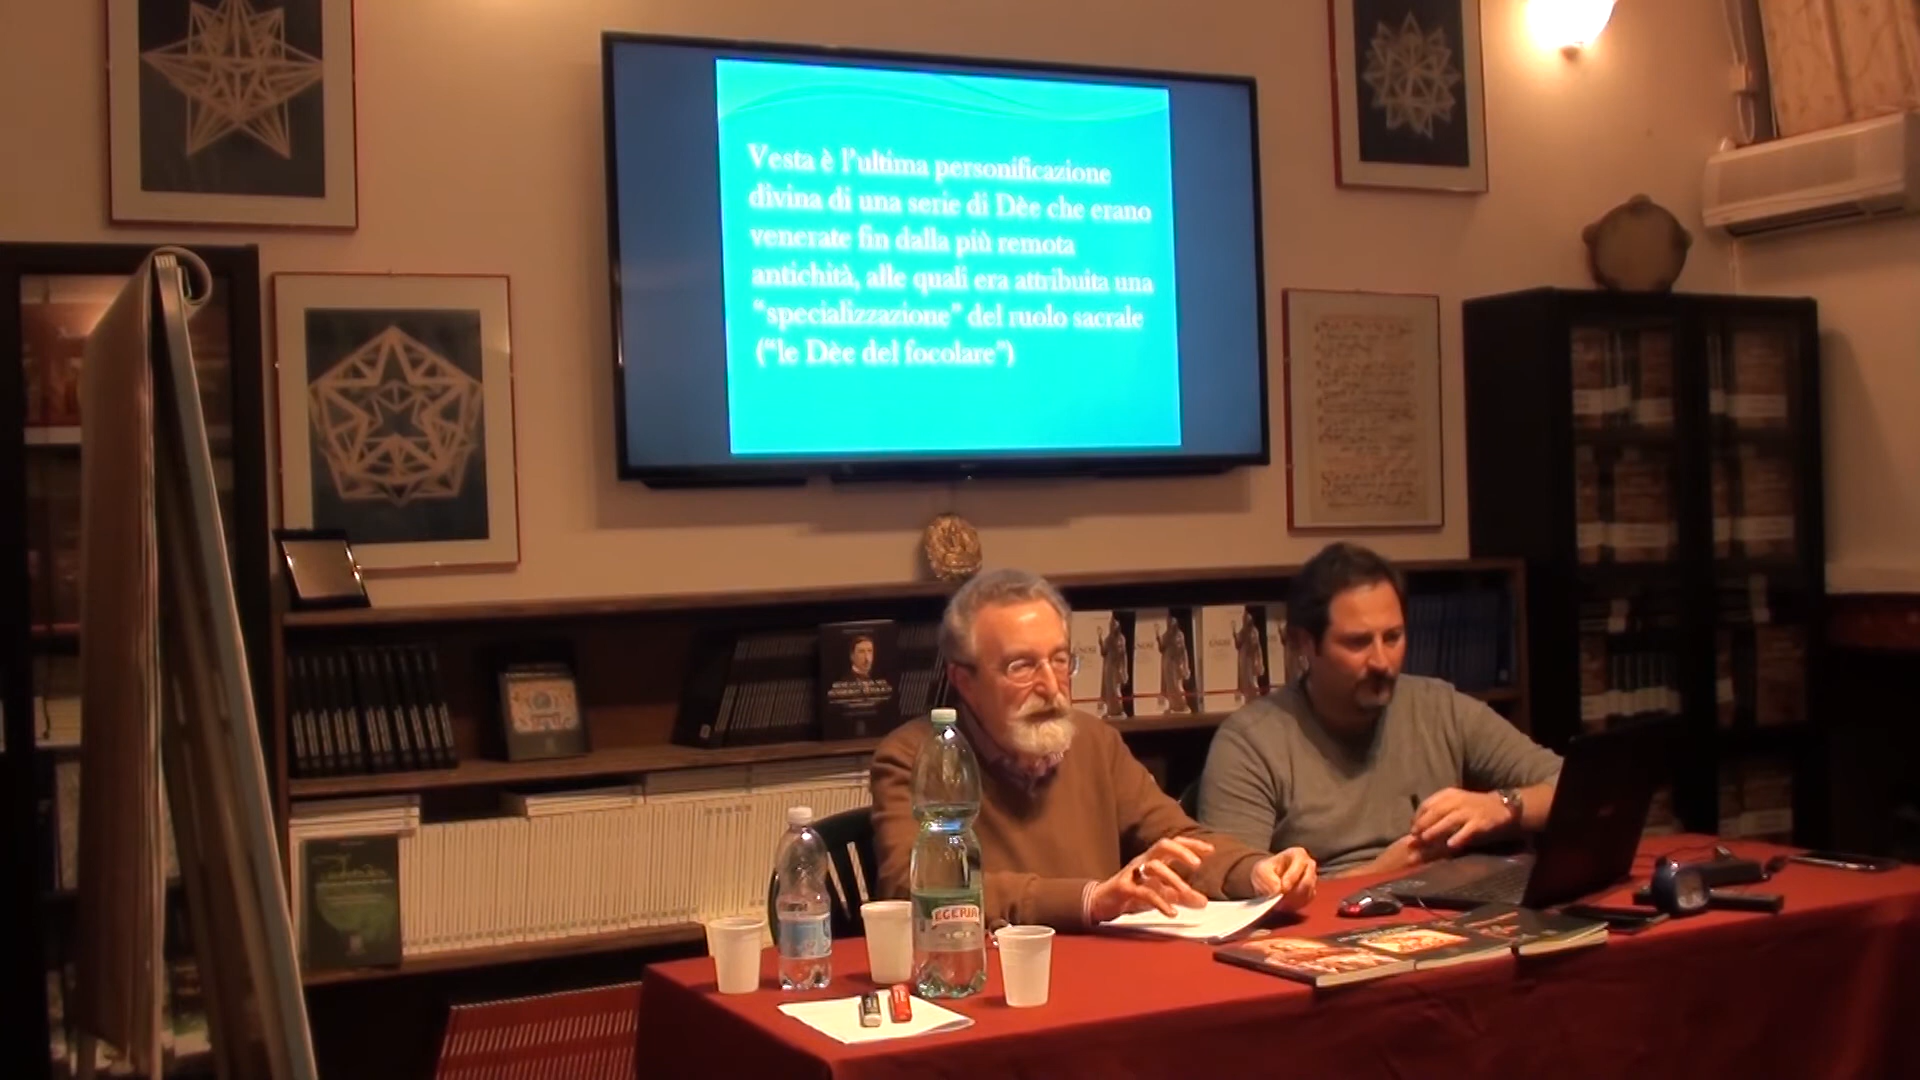 Vesta è l'ultima personificazione
divina di una serie di Dèe che erano
venerate fin dalla più remota
antichità, alle quali era attribuita una
"specializzazione" del ruolo sacrale
("le Dèe del focolare")
EGERIA